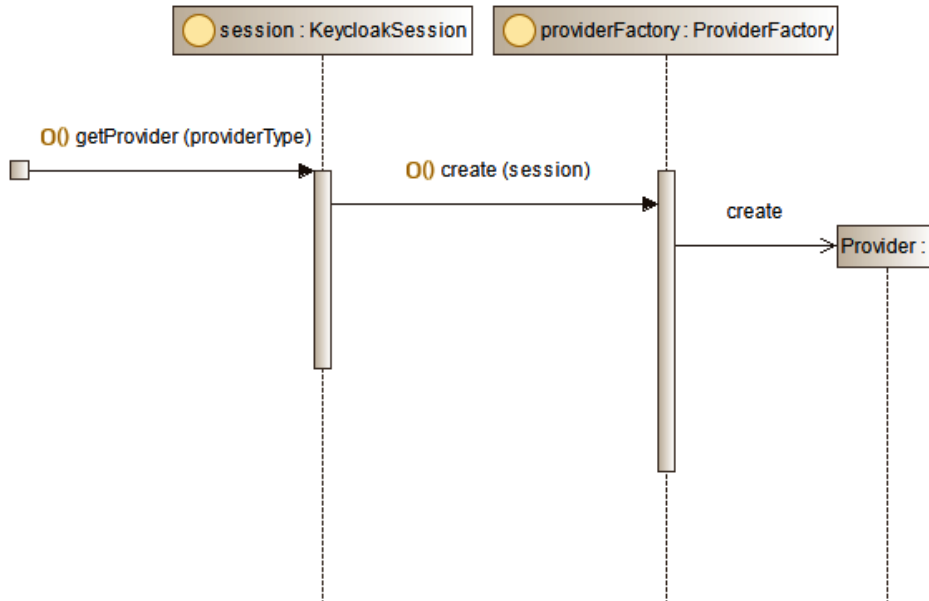 session : KeycloakSession
providerFactory : ProviderFactory
O() getProvider (providerType)
O() create (session)
create
Provider :